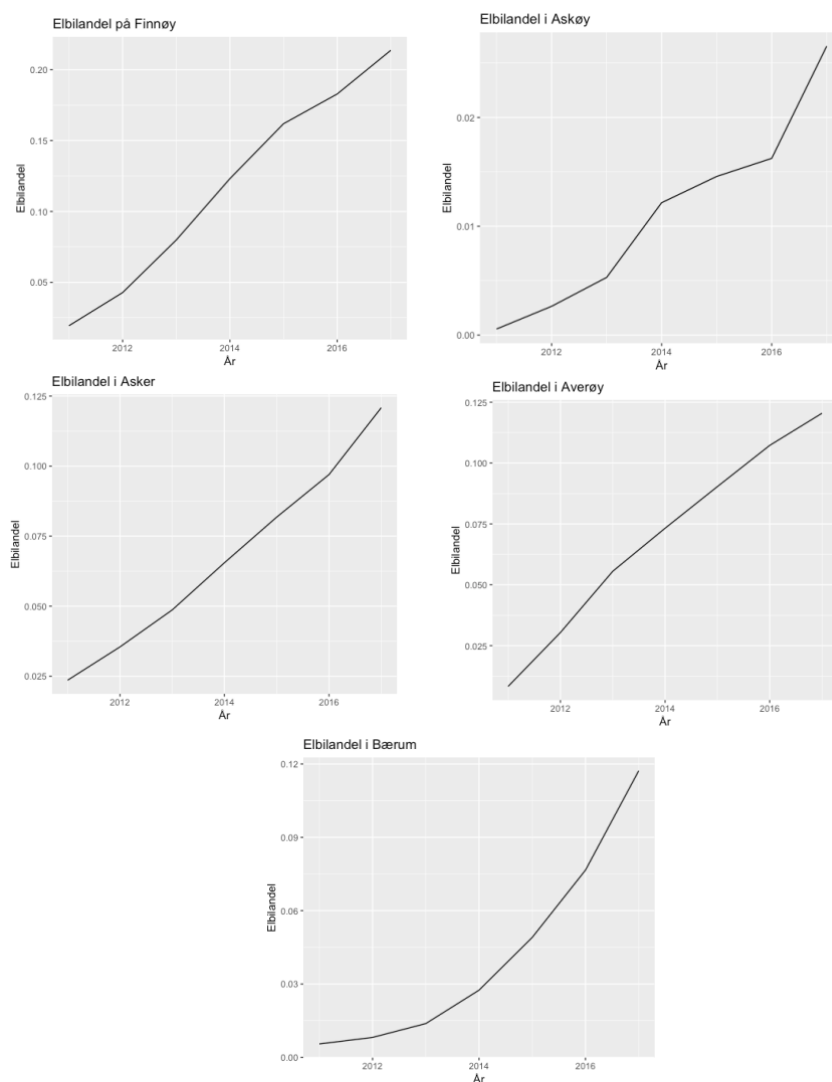 Elbilandel på Finnøy
0.20
0.15
0.10
0.05
Elbilandel
2012
2014
2016
År
Elbilandel i Askøy
0.02
0.01
0.00
Elbilandel
2012
2014
2016
År
Elbilandel i Asker
0.125
0.100
0.075
0.050
0.025
Elbilandel
2012
2014
2016
År
Elbilandel i Averøy
0.125
0.100
0.075
0.050
0.025
Elbilandel
2012
2014
2016
År
Elbilandel i Bærum
0.12
0.09
0.06
0.03
0.00
Elbilandel
2012
2014
2016
År